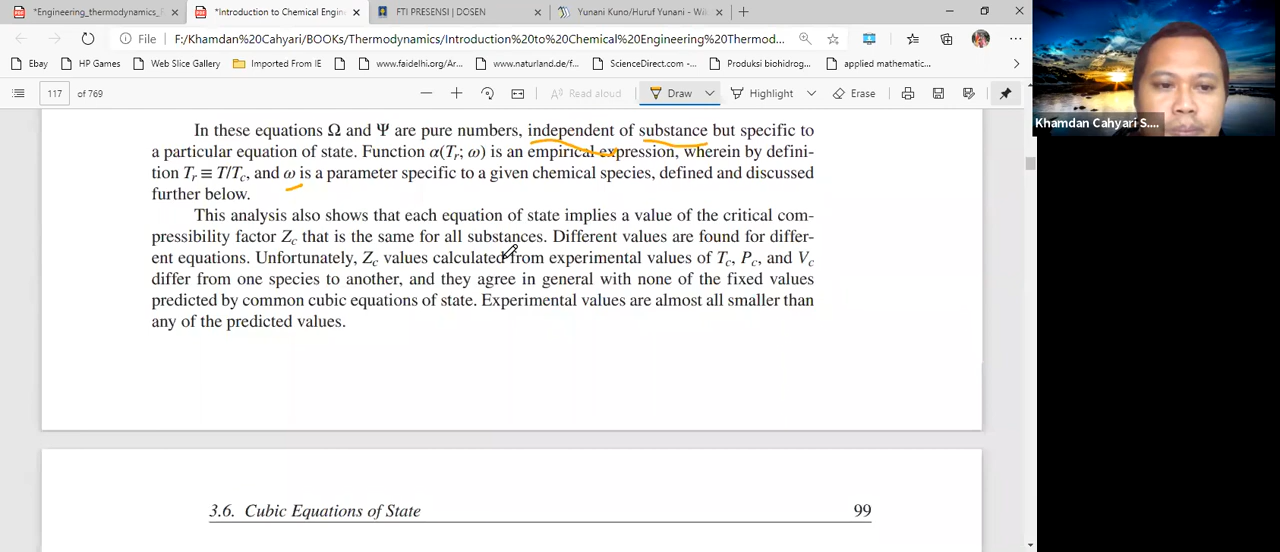 *Engineering_thermodynamics_
*Introduction to Chemical Engine
FTI PRESENSI | DOSEN
Yunani Kuno/Huruf Yunani - Wik
File
F:/Khamdan%20Cahyari/BOOKs/Thermodynamics/Introduction%20to%20Chemical%20Engineering%20Thermod...
Ebay
HP Games
Web Slice Gallery
Imported From IE
www.faidelh.org/Ar...
www.naturland.de/f...
ScienceDirect.com -...
Produksi biohidrog...
applied mathematic...
117 of 769
Read aloud
Draw
Highlight
Erase
In these equations Ω and Ψ are pure numbers, independent of substance but specific to
a particular equation of state. Function α(Tr; ω) is an empirical expression, wherein by defini-
tion Tr ≡ T/Tc, and ω is a parameter specific to a given chemical species, defined and discussed
further below.
This analysis also shows that each equation of state implies a value of the critical com-
pressibility factor Zc that is the same for all substances. Different values are found for differ-
ent equations. Unfortunately, Zc values calculated from experimental values of Tc, Pc, and Vc
differ from one species to another, and they agree in general with none of the fixed values
predicted by common cubic equations of state. Experimental values are almost all smaller than
any of the predicted values.
3.6. Cubic Equations of State 99
Khamdan Cahyari S....